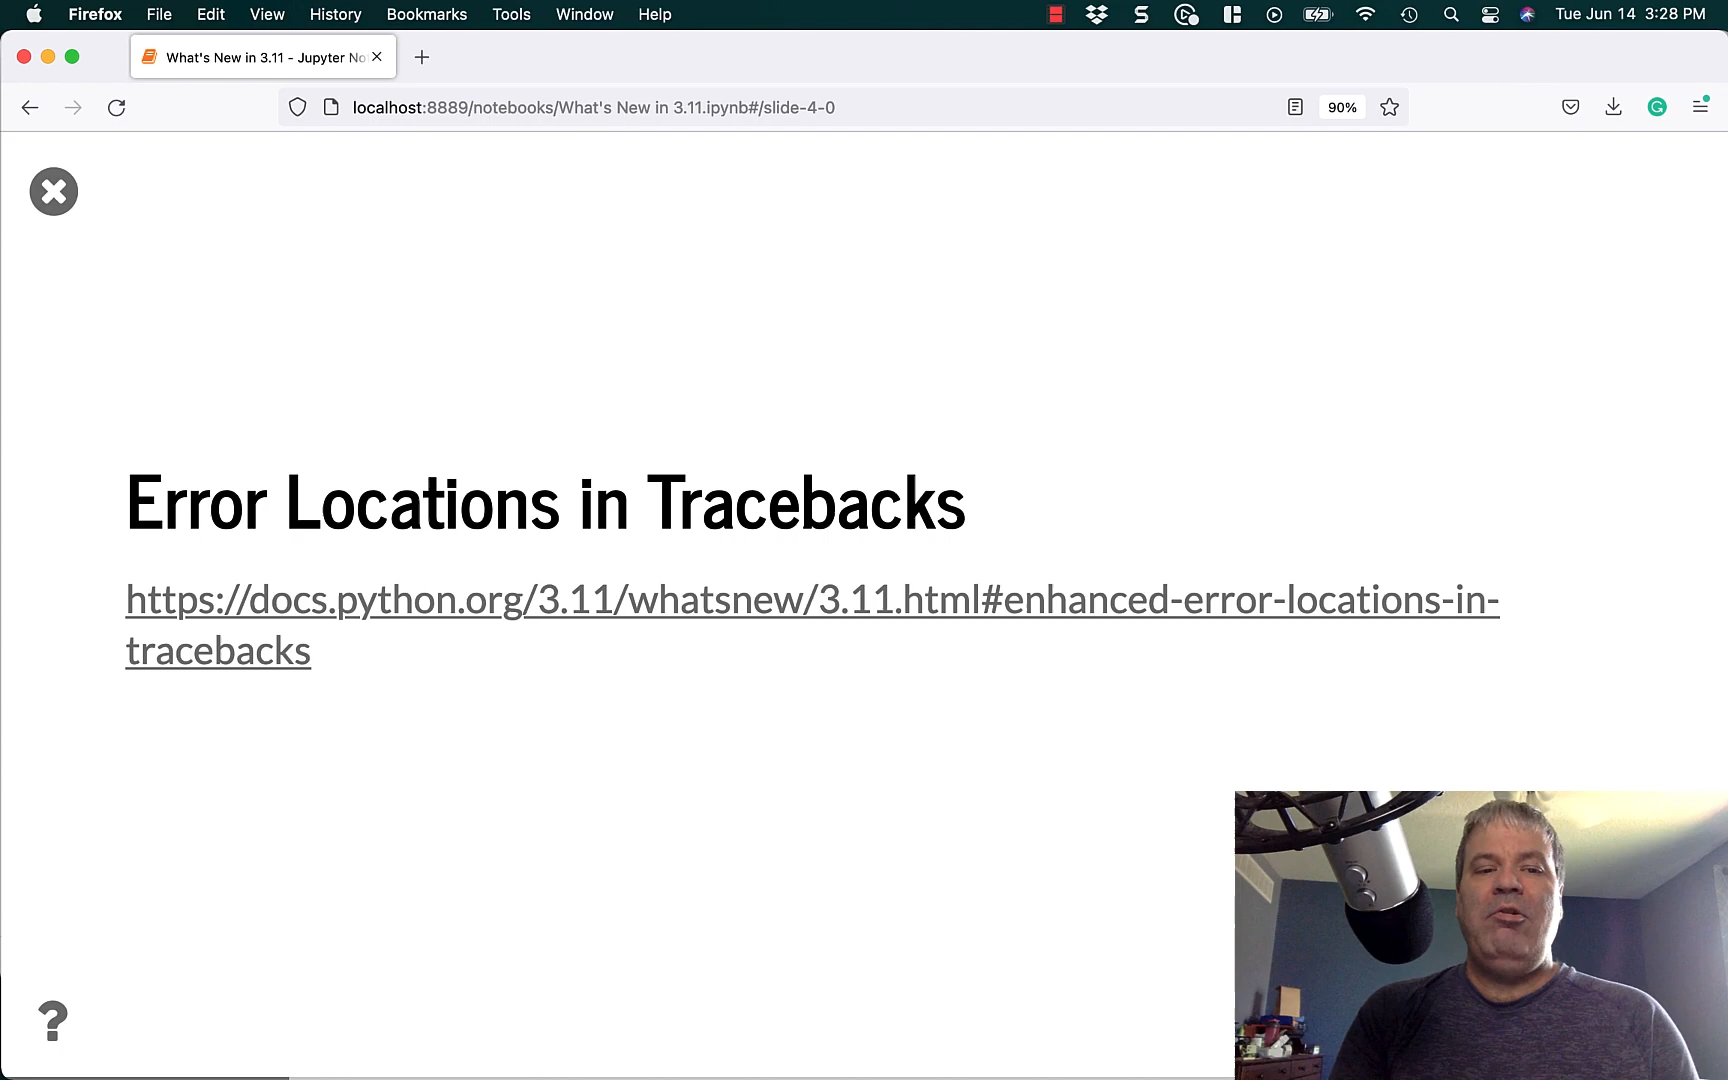 Firefox File Edit View History Bookmarks Tools Window Help Tue Jun 14 3:28 PM
What's New in 3.11 - Jupyter No
localhost:8889/notebooks/What's New in 3.11.ipynb#/slide-4-0 90%
Error Locations in Tracebacks
https://docs.python.org/3.11/whatsnew/3.11.html#enhanced-error-locations-in-
tracebacks